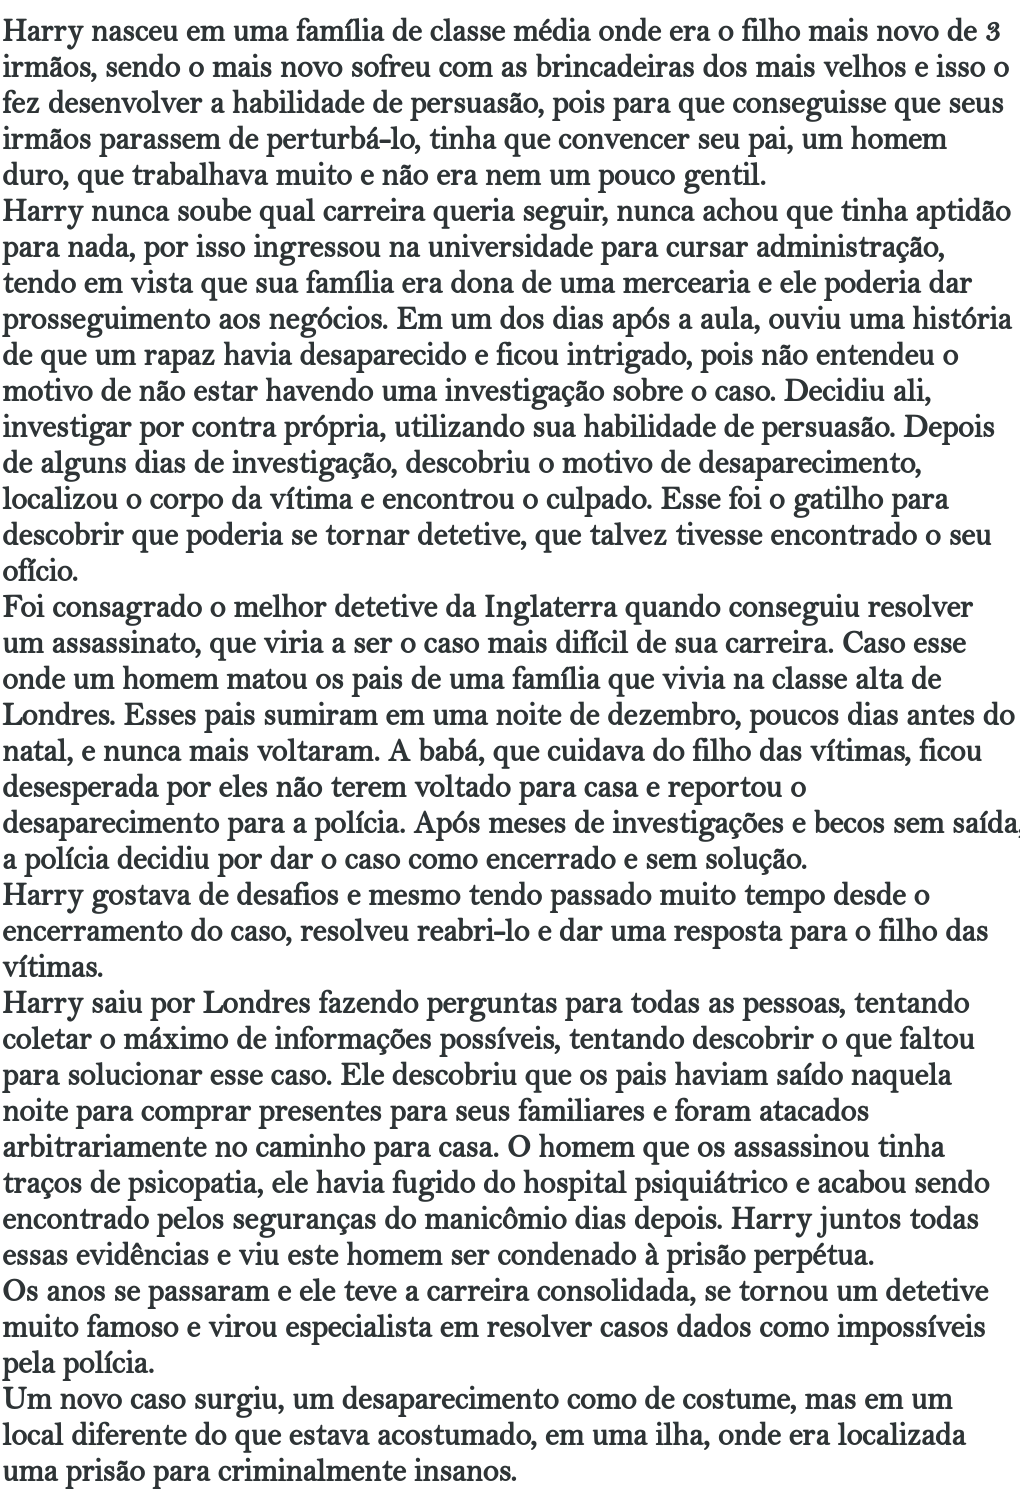 Harry nasceu em uma família de classe média onde era o filho mais novo de 3
irmãos, sendo o mais novo sofreu com as brincadeiras dos mais velhos e isso o
fez desenvolver a habilidade de persuasão, pois para que conseguisse que seus
irmãos parassem de perturbá-lo, tinha que convencer seu pai, um homem
duro, que trabalhava muito e não era nem um pouco gentil.
Harry nunca soube qual carreira queria seguir, nunca achou que tinha aptidão
para nada, por isso ingressou na universidade para cursar administração,
tendo em vista que sua família era dona de uma mercearia e ele poderia dar
prosseguimento aos negócios. Em um dos dias após a aula, ouviu uma história
de que um rapaz havia desaparecido e ficou intrigado, pois não entendeu o
motivo de não estar havendo uma investigação sobre o caso. Decidiu ali,
investigar por contra própria, utilizando sua habilidade de persuasão. Depois
de alguns dias de investigação, descobriu o motivo de desaparecimento,
localizou o corpo da vítima e encontrou o culpado. Esse foi o gatilho para
descobrir que poderia se tornar detetive, que talvez tivesse encontrado o seu
ofício.
Foi consagrado o melhor detetive da Inglaterra quando conseguiu resolver
um assassinato, que viria a ser o caso mais difícil de sua carreira. Caso esse
onde um homem matou os pais de uma família que vivia na classe alta de
Londres. Esses pais sumiram em uma noite de dezembro, poucos dias antes do
natal, e nunca mais voltaram. A babá, que cuidava do filho das vítimas, ficou
desesperada por eles não terem voltado para casa e reportou o
desaparecimento para a polícia. Após meses de investigações e becos sem saída,
a polícia decidiu por dar o caso como encerrado e sem solução.
Harry gostava de desafios e mesmo tendo passado muito tempo desde o
encerramento do caso, resolveu reabri-lo e dar uma resposta para o filho das
vítimas.
Harry saiu por Londres fazendo perguntas para todas as pessoas, tentando
coletar o máximo de informações possíveis, tentando descobrir o que faltou
para solucionar esse caso. Ele descobriu que os pais haviam saído naquela
noite para comprar presentes para seus familiares e foram atacados
arbitrariamente no caminho para casa. O homem que os assassinou tinha
traços de psicopatia, ele havia fugido do hospital psiquiátrico e acabou sendo
encontrado pelos seguranças do manicômio dias depois. Harry juntos todas
essas evidências e viu este homem ser condenado à prisão perpétua.
Os anos se passaram e ele teve a carreira consolidada, se tornou um detetive
muito famoso e virou especialista em resolver casos dados como impossíveis
pela polícia.
Um novo caso surgiu, um desaparecimento como de costume, mas em um
local diferente do que estava acostumado, em uma ilha, onde era localizada
uma prisão para criminalmente insanos.